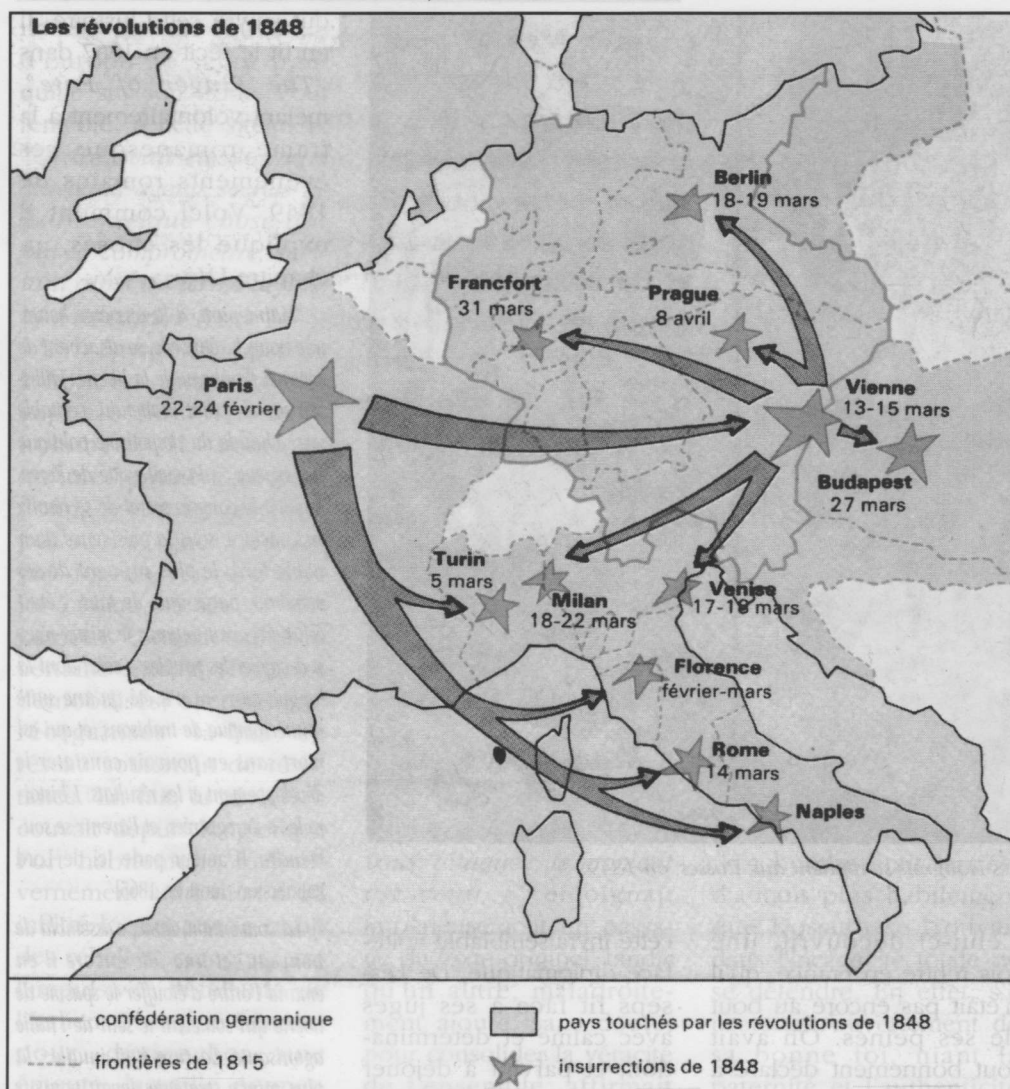 Les révolutions de 1848
Berlin
18-19 mars
Francfort
31 mars
Prague
8 avril
Paris
22-24 février
Vienne
13-15 mars
Budapest
27 mars
Turin
5 mars
Milan
18-22 mars
Venise
17-18 mars
Florence
février-mars
Rome
14 mars
Naples
confédération germanique
pays touchés par les révolutions de 1848
frontières de 1815
insurrections de 1848